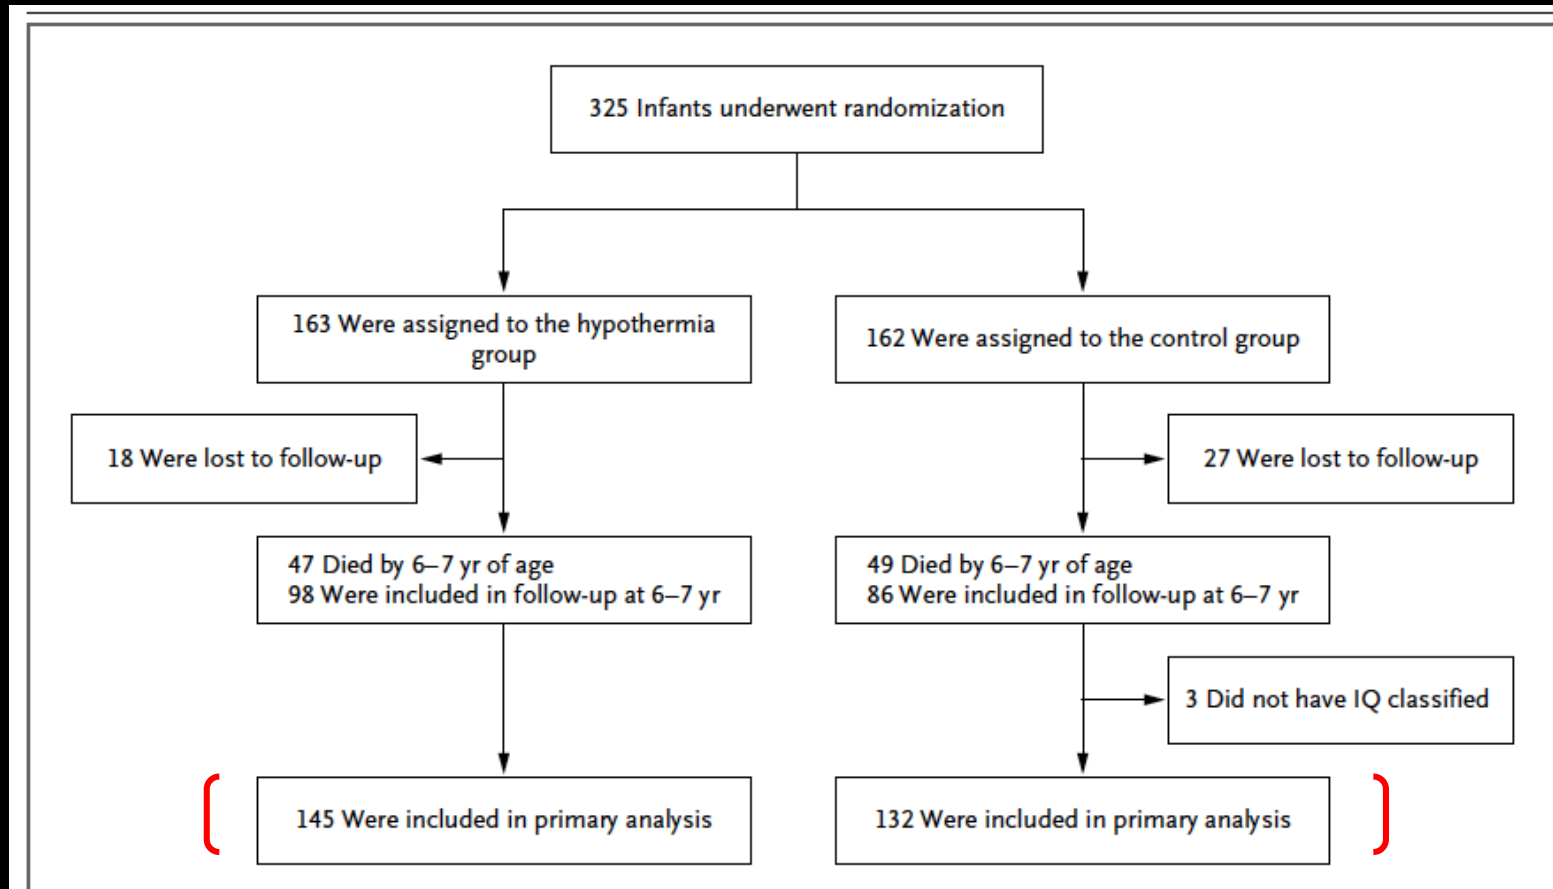 325 Infants underwent randomization
163 Were assigned to the hypothermia
group
162 Were assigned to the control group
18 Were lost to follow-up
27 Were lost to follow-up
47 Died by 6–7 yr of age
98 Were included in follow-up at 6–7 yr
49 Died by 6–7 yr of age
86 Were included in follow-up at 6–7 yr
3 Did not have IQ classified
145 Were included in primary analysis
132 Were included in primary analysis